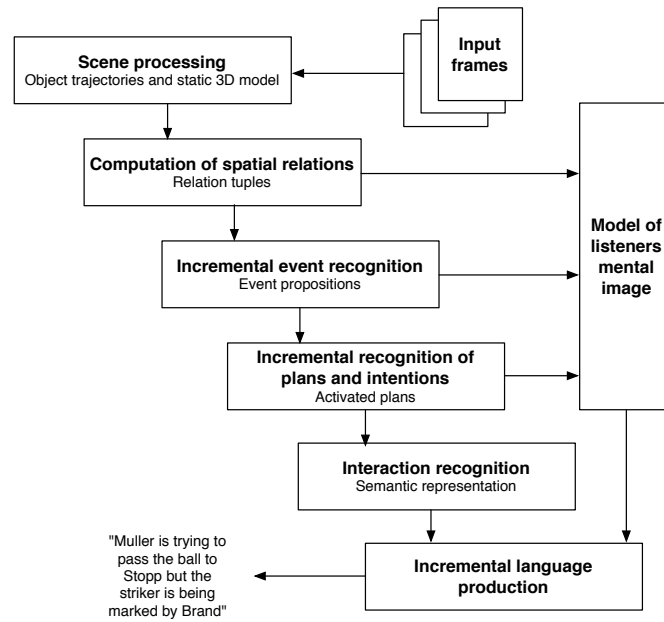 Input
frames
Scene processing
Object trajectories and static 3D model
Computation of spatial relations
Relation tuples
Model of
listeners
mental
image
Incremental event recognition
Event propositions
Incremental recognition of
plans and intentions
Activated plans
Interaction recognition
Semantic representation
Incremental language
production
"Muller is trying to
pass the ball to
Stopp but the
striker is being
marked by Brand"